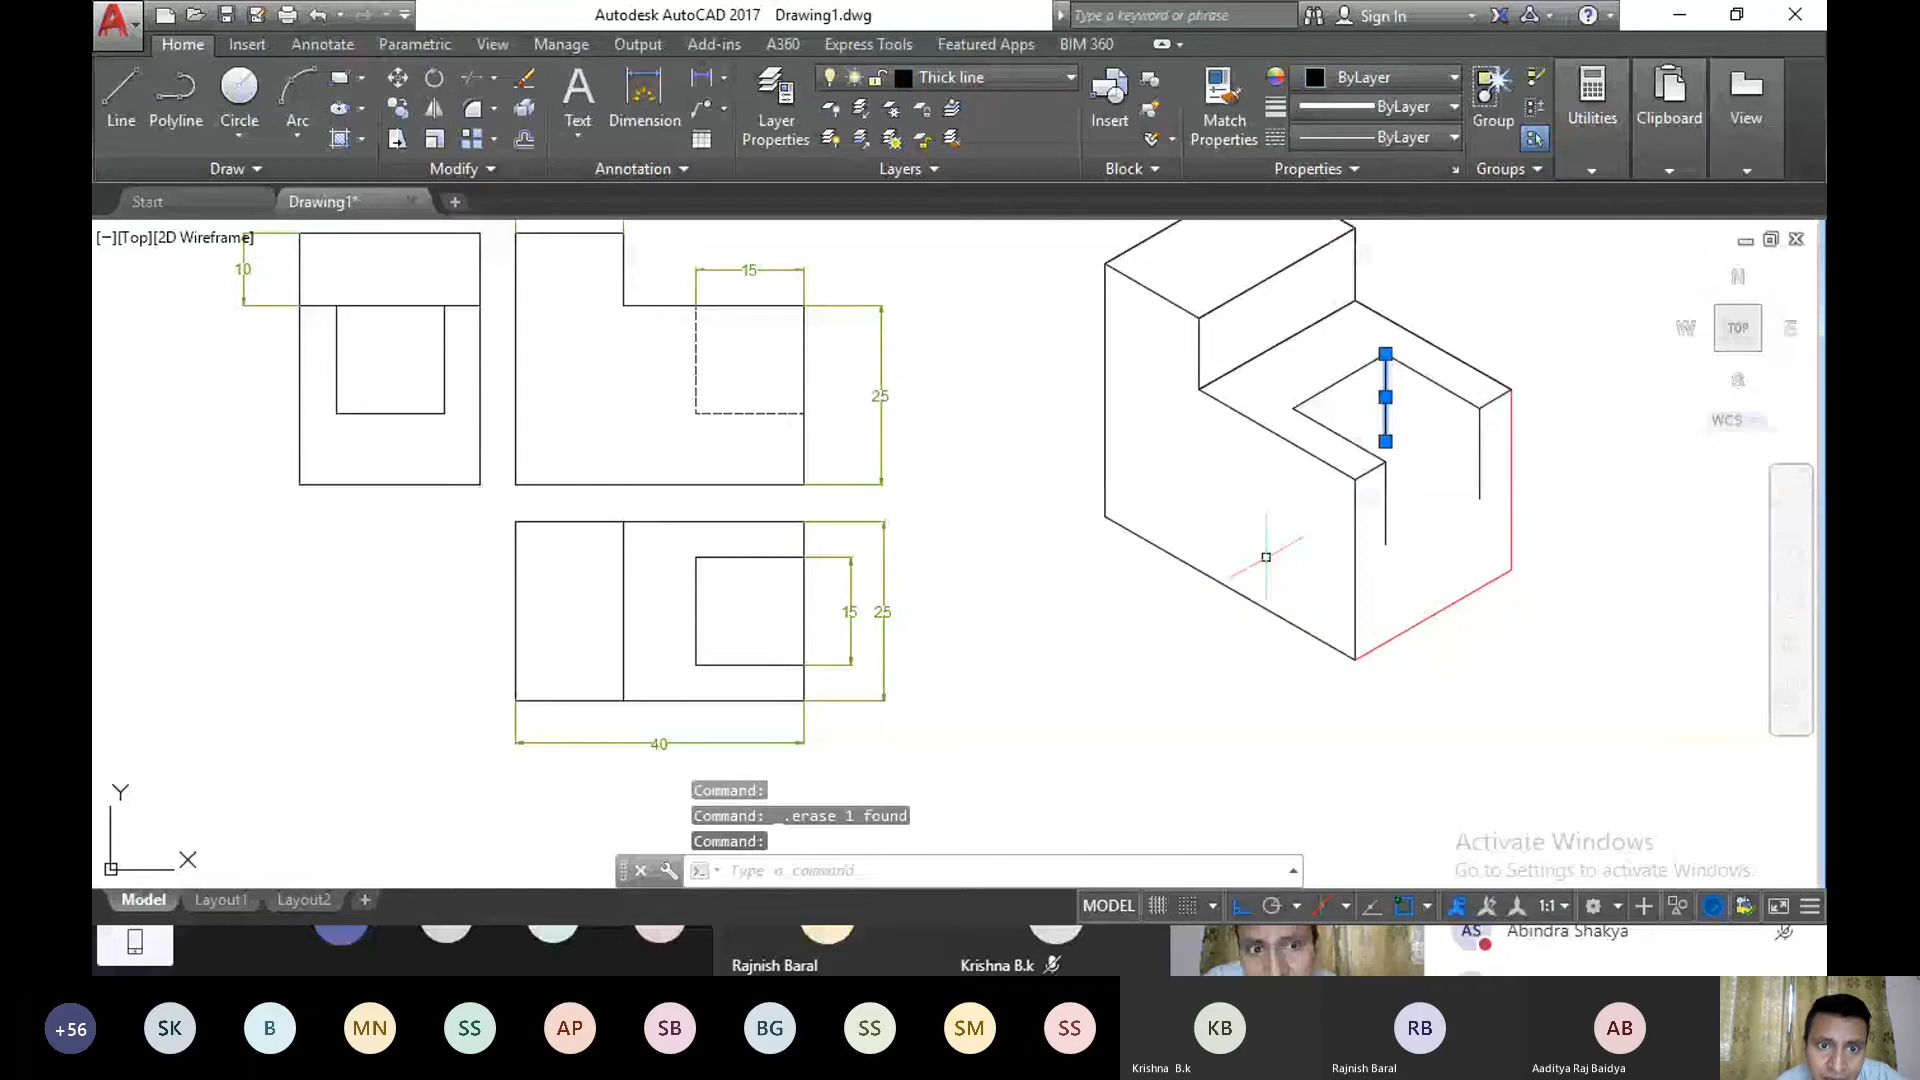 Autodesk AutoCAD 2017 Drawing1.dwg
Type a keyword or phrase
Sign In
Home Insert Annotate Parametric View Manage Output Add-ins A360 Express Tools Featured Apps BIM 360
Line Polyline Circle Arc
Text Dimension
Layer Properties
Thick line
Insert
Match Properties
ByLayer
ByLayer
ByLayer
Group
Utilities
Clipboard
View
Draw Modify Annotation Layers Block Properties Groups
Start Drawing1*
[−][Top][2D Wireframe]
10
15
25
15
25
40
N
W TOP E
S
WCS
Y
X
Command:
Command: _.erase 1 found
Command:
Type a command
Activate Windows
Go to Settings to activate Windows.
Model Layout1 Layout2
MODEL 1:1
Rajnish Baral
Krishna B.k
AS Abindra Shakya
+56 SK B MN SS AP SB BG SS SM SS KB RB AB
Krishna B.k
Rajnish Baral
Aaditya Raj Baidya